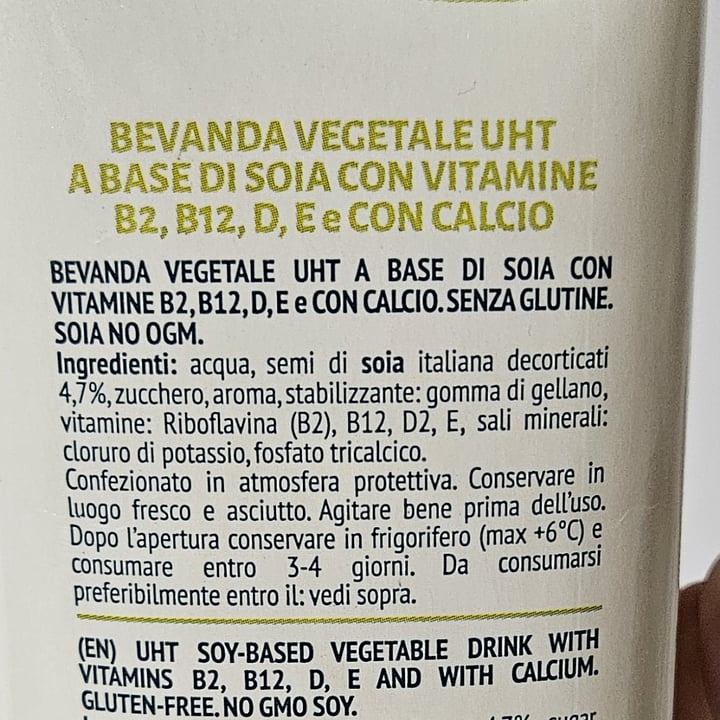 BEVANDA VEGETALE UHT
A BASE DI SOIA CON VITAMINE
B2, B12, D, E e CON CALCIO
BEVANDA VEGETALE UHT A BASE DI SOIA CON
VITAMINE B2, B12, D, E e CON CALCIO. SENZA GLUTINE.
SOIA NO OGM.
Ingredienti: acqua, semi di soia italiana decorticati
4,7%, zucchero, aroma, stabilizzante: gomma di gellano,
vitamine: Riboflavina (B2), B12, D2, E, sali minerali:
cloruro di potassio, fosfato tricalcico.
Confezionato in atmosfera protettiva. Conservare in
luogo fresco e asciutto. Agitare bene prima dell'uso.
Dopo l'apertura conservare in frigorifero (max +6°C) e
consumare entro 3-4 giorni. Da consumarsi
preferibilmente entro il: vedi sopra.
(EN) UHT SOY-BASED VEGETABLE DRINK WITH
VITAMINS B2, B12, D, E AND WITH CALCIUM.
GLUTEN-FREE. NO GMO SOY.
4,7%, sugar